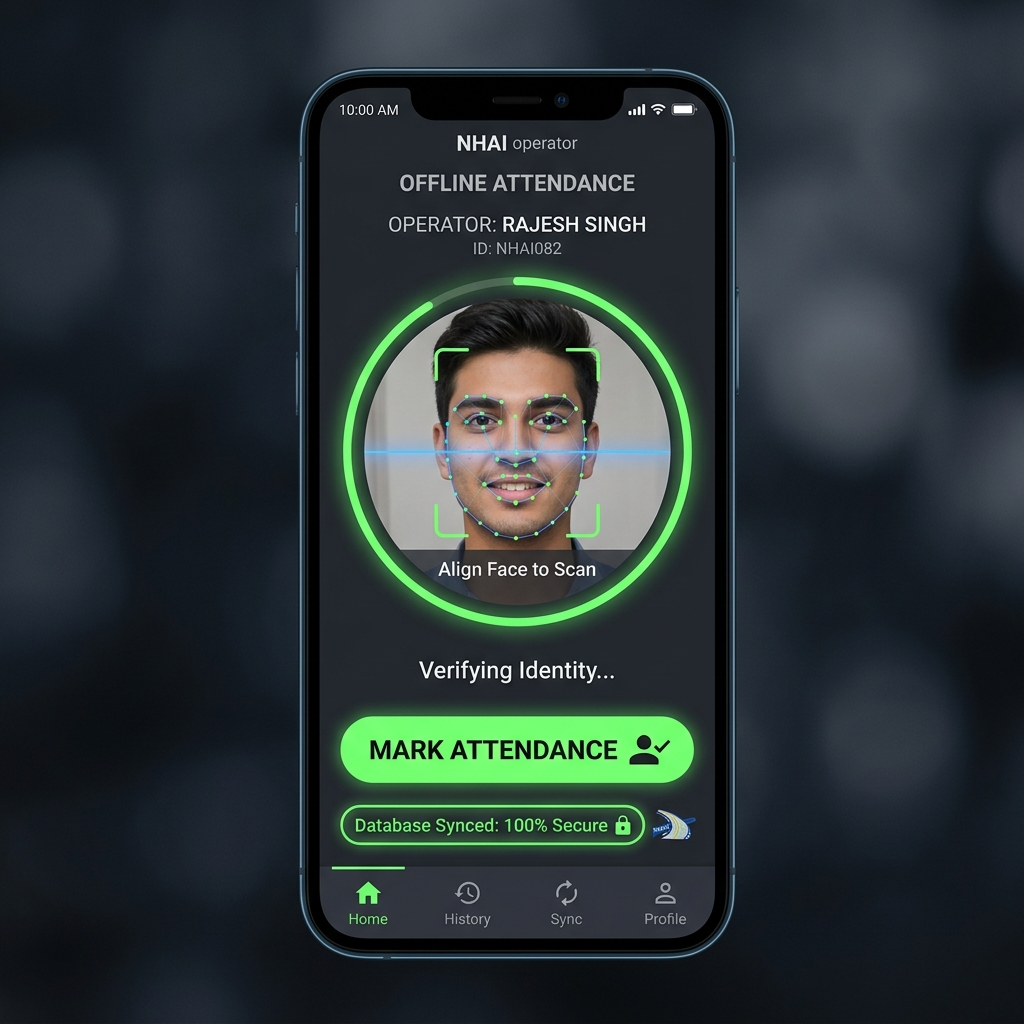 10:00 AM
NHAI operator
OFFLINE ATTENDANCE
OPERATOR: RAJESH SINGH
ID: NHAI082
Align Face to Scan
Verifying Identity...
MARK ATTENDANCE
Database Synced: 100% Secure
Home
History
Sync
Profile